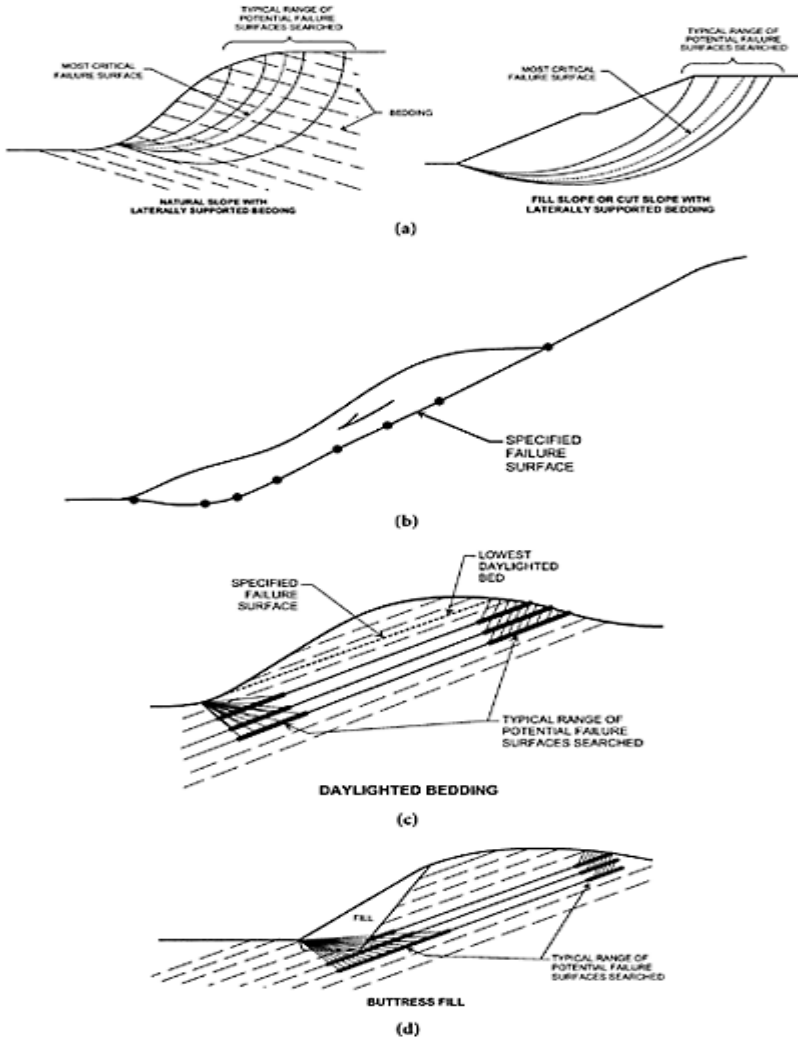 TYPICAL RANGE OF
POTENTIAL FAILURE
SURFACES SEARCHED
MOST CRITICAL
FAILURE SURFACE
BEDDING
NATURAL SLOPE WITH
LATERALLY SUPPORTED BEDDING
TYPICAL RANGE OF
POTENTIAL FAILURE
SURFACES SEARCHED
MOST CRITICAL
FAILURE SURFACE
FILL SLOPE OR CUT SLOPE WITH
LATERALLY SUPPORTED BEDDING
(a)
SPECIFIED
FAILURE
SURFACE
(b)
LOWEST
DAYLIGHTED
BED
SPECIFIED
FAILURE
SURFACE
TYPICAL RANGE OF
POTENTIAL FAILURE
SURFACES SEARCHED
DAYLIGHTED BEDDING
(c)
FILL
TYPICAL RANGE OF
POTENTIAL FAILURE
SURFACES SEARCHED
BUTTRESS FILL
(d)